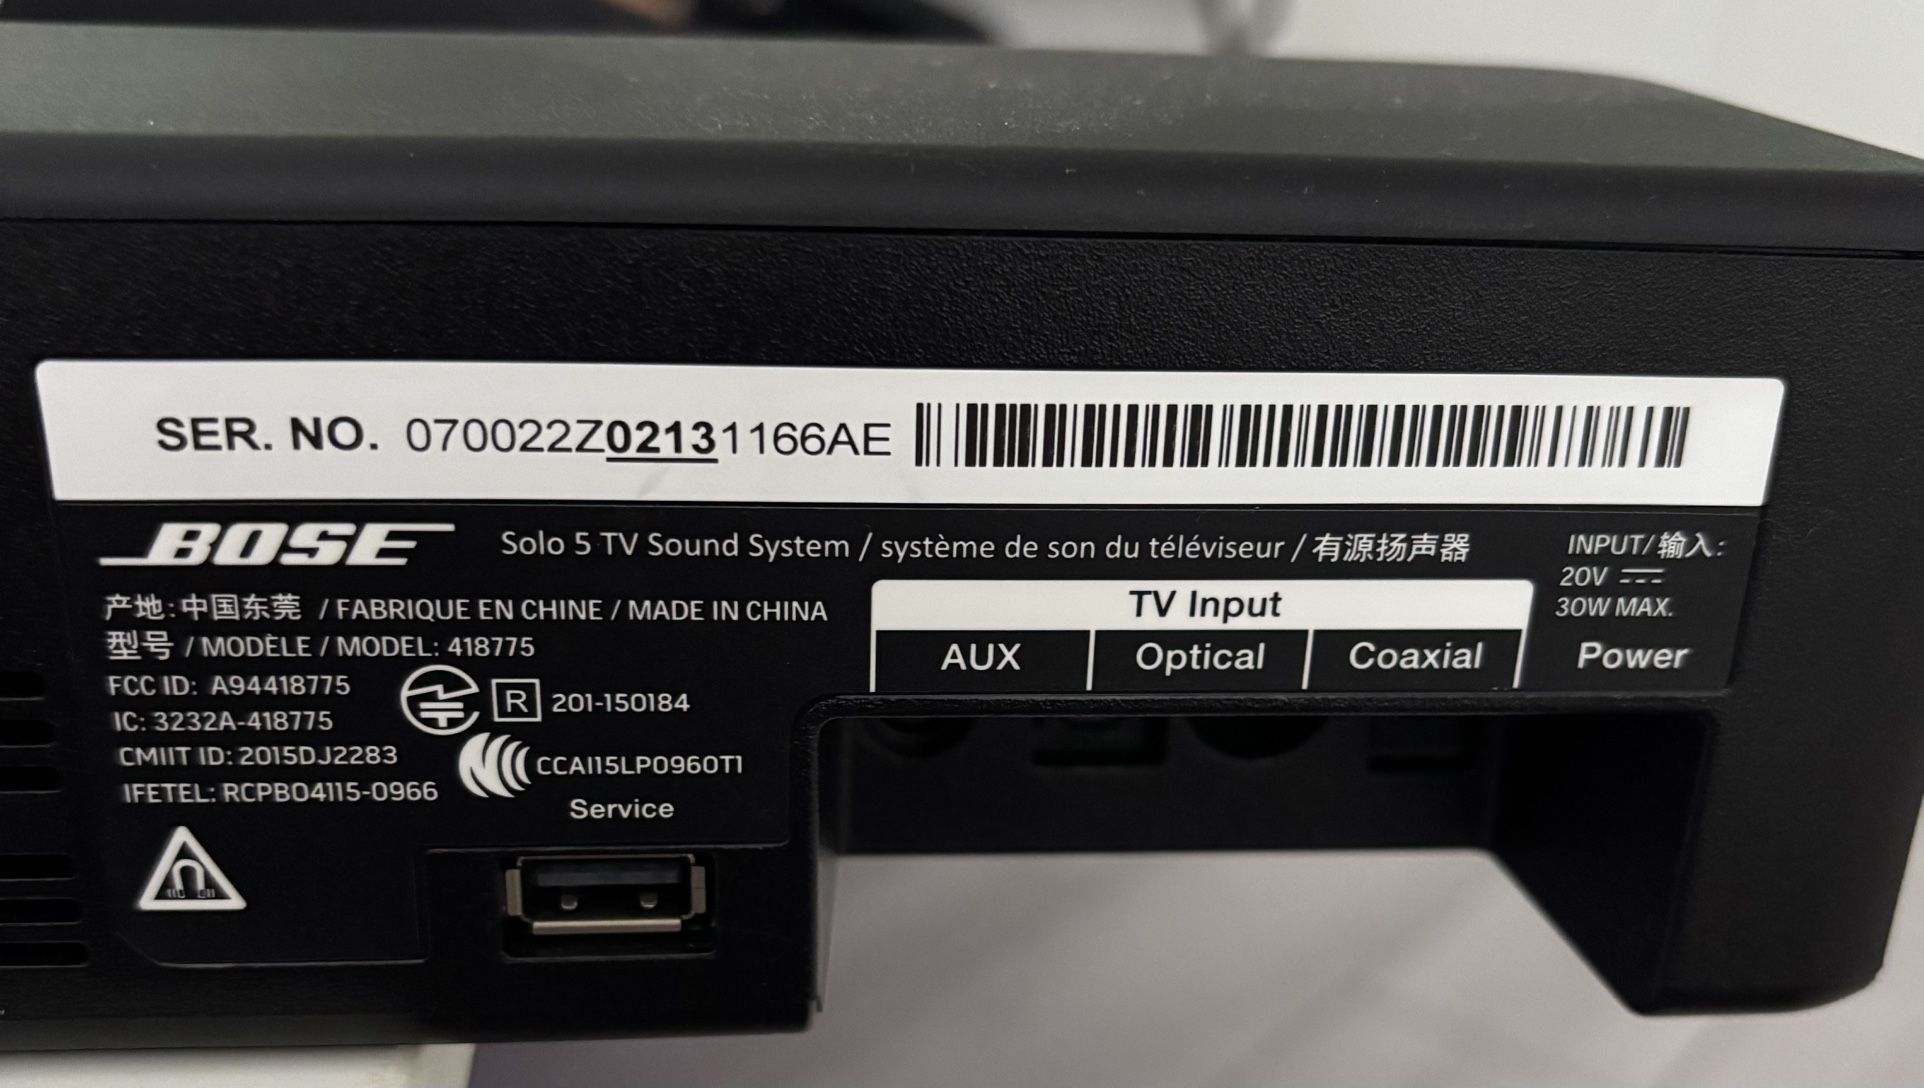 SER. NO. 070022Z02131166AE
BOSE Solo 5 TV Sound System / système de son du téléviseur / 有源扬声器
INPUT/输入:
20V
30W MAX.
Power
TV Input
AUX Optical Coaxial
产地:中国东莞 / FABRIQUE EN CHINE / MADE IN CHINA
型号 / MODÈLE / MODEL: 418775
FCC ID: A94418775
IC: 3232A-418775
R 201-150184
CMIIT ID: 2015DJ2283
CCAI15LP0960T1
IFETEL: RCPBO4115-0966
Service